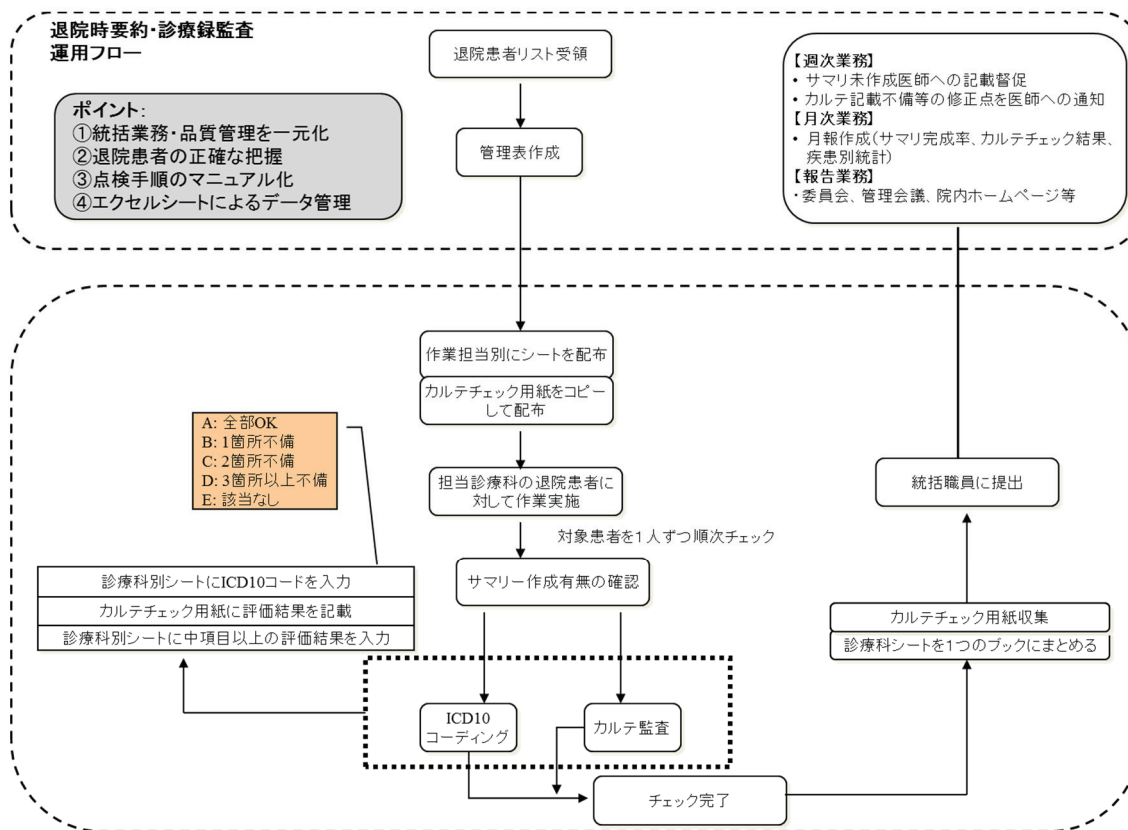 退院時要約・診療録監査
運用フロー
ポイント:
①統括業務・品質管理を一元化
②退院患者の正確な把握
③点検手順のマニュアル化
④エクセルシートによるデータ管理
退院患者リスト受領
管理表作成
【週次業務】
• サマリ未作成医師への記載督促
• カルテ記載不備等の修正点を医師への通知
【月次業務】
• 月報作成(サマリ完成率、カルテチェック結果、
疾患別統計)
【報告業務】
・委員会、管理会議、院内ホームページ等
作業担当別にシートを配布
カルテチェック用紙をコピー
して配布
A: 全部OK
B: 1箇所不備
C: 2箇所不備
D: 3箇所以上不備
E: 該当なし
担当診療科の退院患者に
対して作業実施
対象患者を1人ずつ順次チェック
サマリー作成有無の確認
診療科別シートにICD10コードを入力
カルテチェック用紙に評価結果を記載
診療科別シートに中項目以上の評価結果を入力
ICD10
コーディング
カルテ監査
チェック完了
カルテチェック用紙収集
診療科シートを1つのブックにまとめる
統括職員に提出